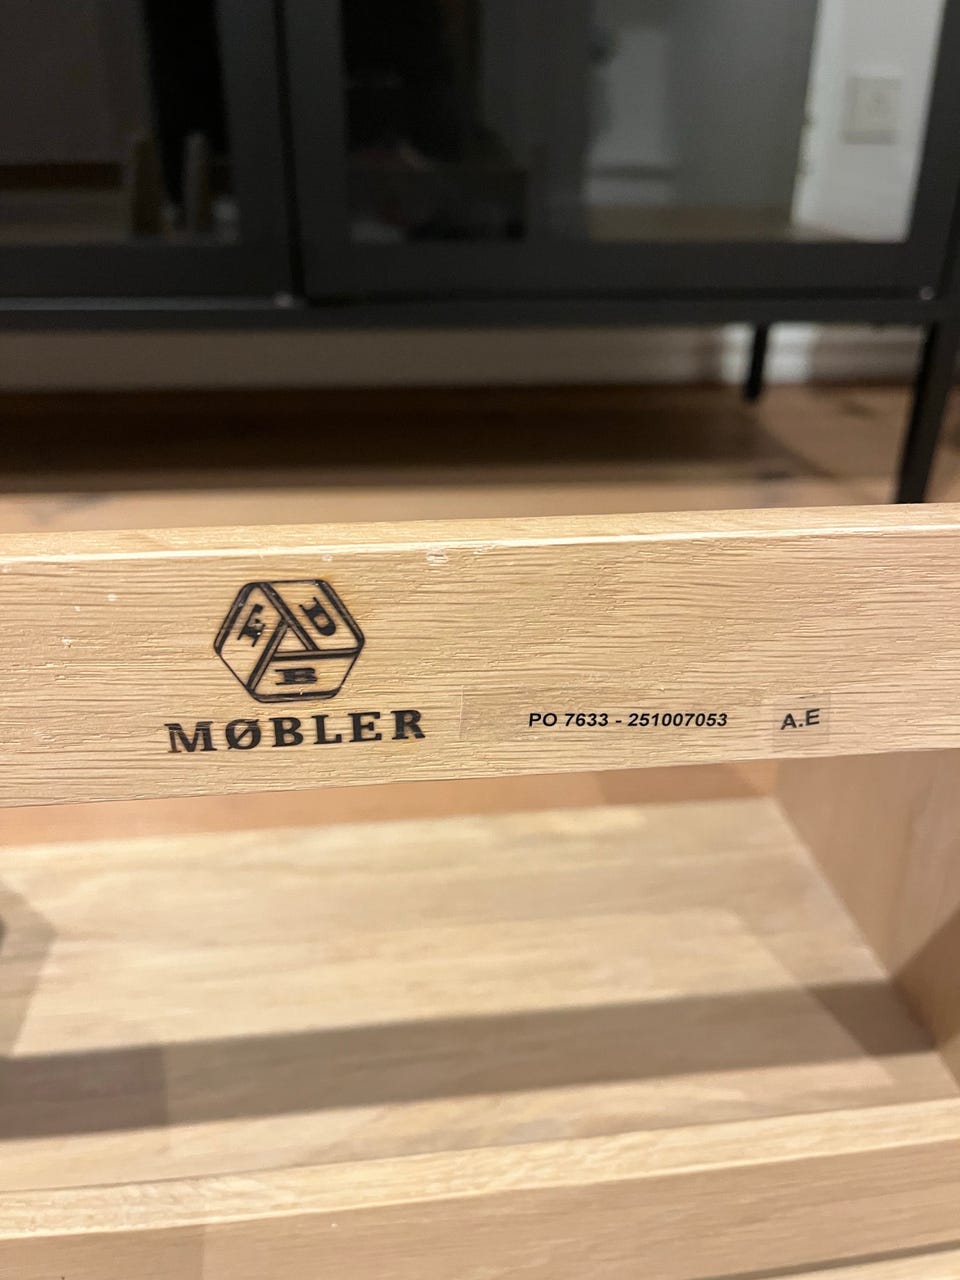 F D
B
MØBLER
PO 7633 - 251007053
A.E